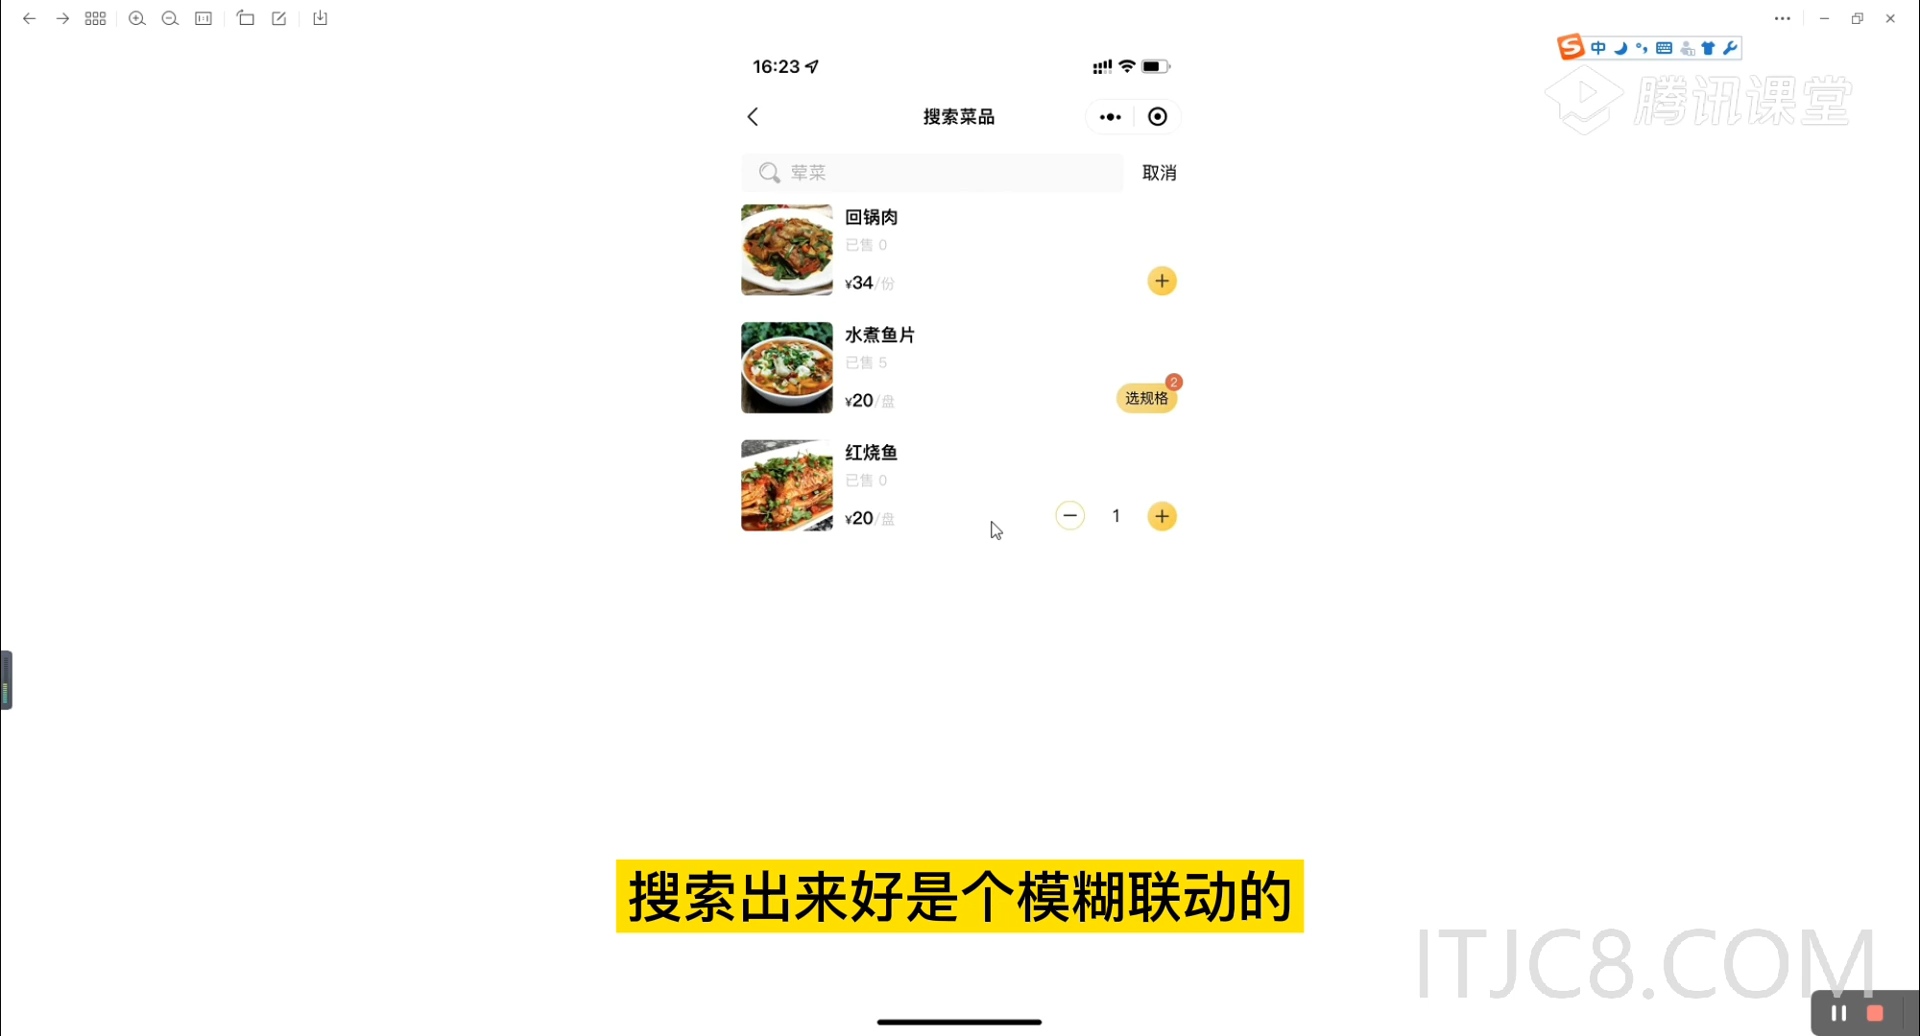 中
腾讯课堂
16:23
搜索菜品
荤菜
取消
回锅肉
已售 0
¥34/份
水煮鱼片
已售 5
¥20/盘
2
选规格
红烧鱼
已售 0
¥20/盘
1
搜索出来好是个模糊联动的
ITJC8.COM